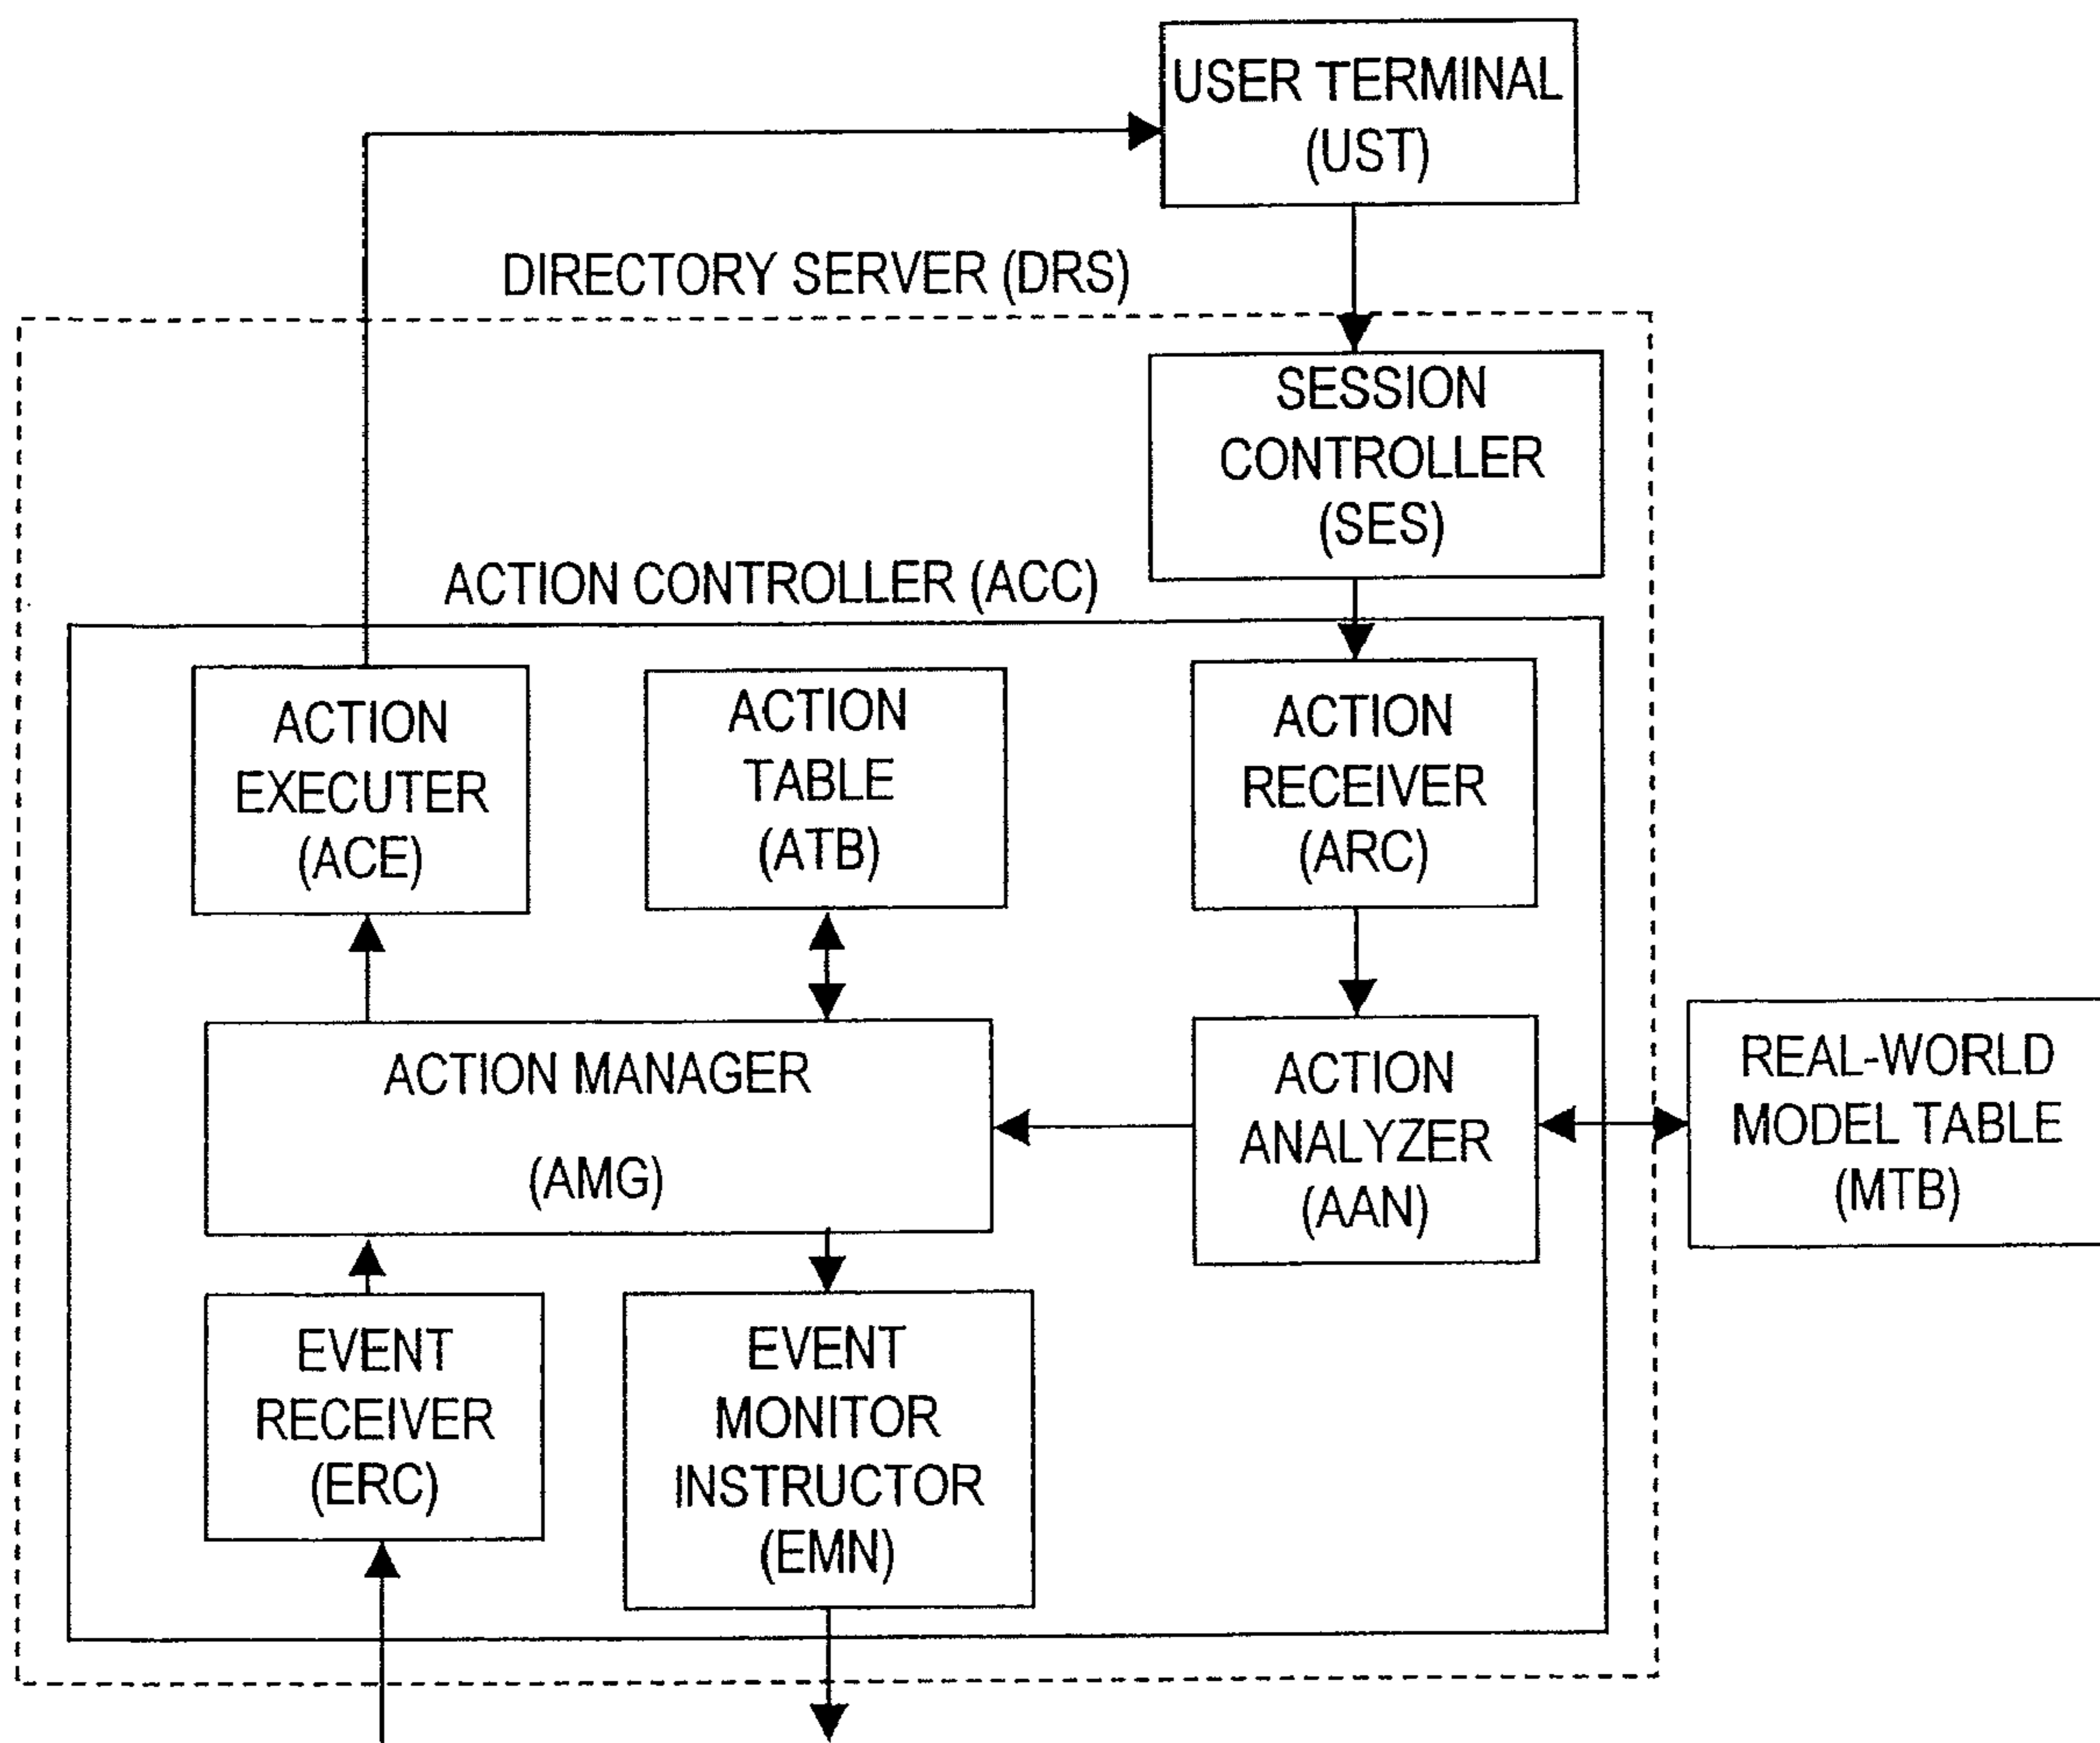 USER TERMINAL
(UST)
DIRECTORY SERVER (DRS)
SESSION
CONTROLLER
(SES)
ACTION CONTROLLER (ACC)
ACTION
EXECUTER
(ACE)
ACTION
TABLE
(ATB)
ACTION
RECEIVER
(ARC)
ACTION MANAGER
(AMG)
ACTION
ANALYZER
(AAN)
REAL-WORLD
MODEL TABLE
(MTB)
EVENT
RECEIVER
(ERC)
EVENT
MONITOR
INSTRUCTOR
(EMN)